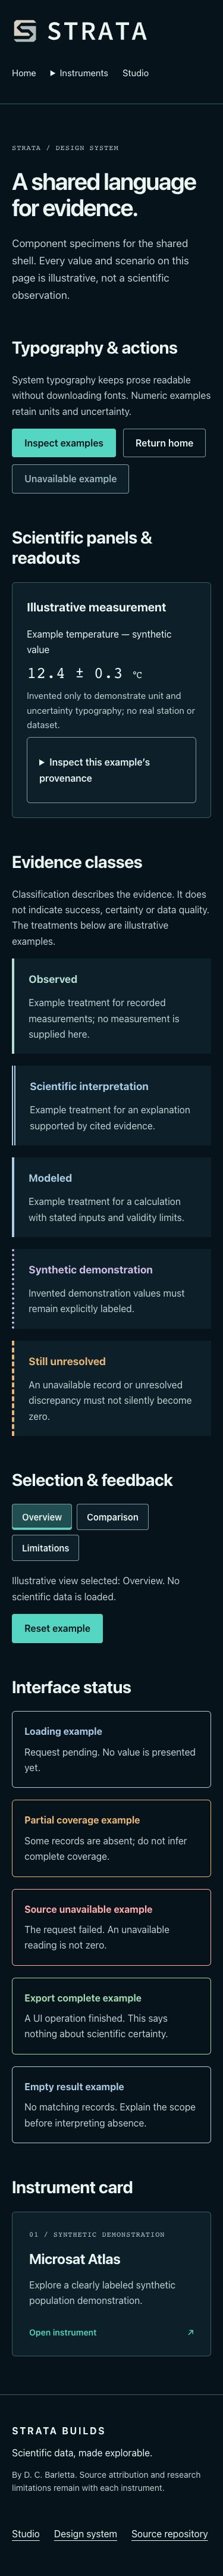 STRATA
Home ▶ Instruments Studio
STRATA / DESIGN SYSTEM
A shared language
for evidence.
Component specimens for the shared
shell. Every value and scenario on this
page is illustrative, not a scientific
observation.
Typography & actions
System typography keeps prose readable
without downloading fonts. Numeric examples
retain units and uncertainty.
Inspect examples Return home
Unavailable example
Scientific panels &
readouts
Illustrative measurement
Example temperature — synthetic
value
12.4 ± 0.3 °C
Invented only to demonstrate unit and
uncertainty typography; no real station or
dataset.
▶ Inspect this example's
provenance
Evidence classes
Classification describes the evidence. It does
not indicate success, certainty or data quality.
The treatments below are illustrative
examples.
Observed
Example treatment for recorded
measurements; no measurement is
supplied here.
Scientific interpretation
Example treatment for an explanation
supported by cited evidence.
Modeled
Example treatment for a calculation
with stated inputs and validity limits.
Synthetic demonstration
Invented demonstration values must
remain explicitly labeled.
Still unresolved
An unavailable record or unresolved
discrepancy must not silently become
zero.
Selection & feedback
Overview Comparison
Limitations
Illustrative view selected: Overview. No
scientific data is loaded.
Reset example
Interface status
Loading example
Request pending. No value is presented
yet.
Partial coverage example
Some records are absent; do not infer
complete coverage.
Source unavailable example
The request failed. An unavailable
reading is not zero.
Export complete example
A UI operation finished. This says
nothing about scientific certainty.
Empty result example
No matching records. Explain the scope
before interpreting absence.
Instrument card
01 / SYNTHETIC DEMONSTRATION
Microsat Atlas
Explore a clearly labeled synthetic
population demonstration.
Open instrument ↗
STRATA BUILDS
Scientific data, made explorable.
By D. C. Barletta. Source attribution and research
limitations remain with each instrument.
Studio Design system Source repository